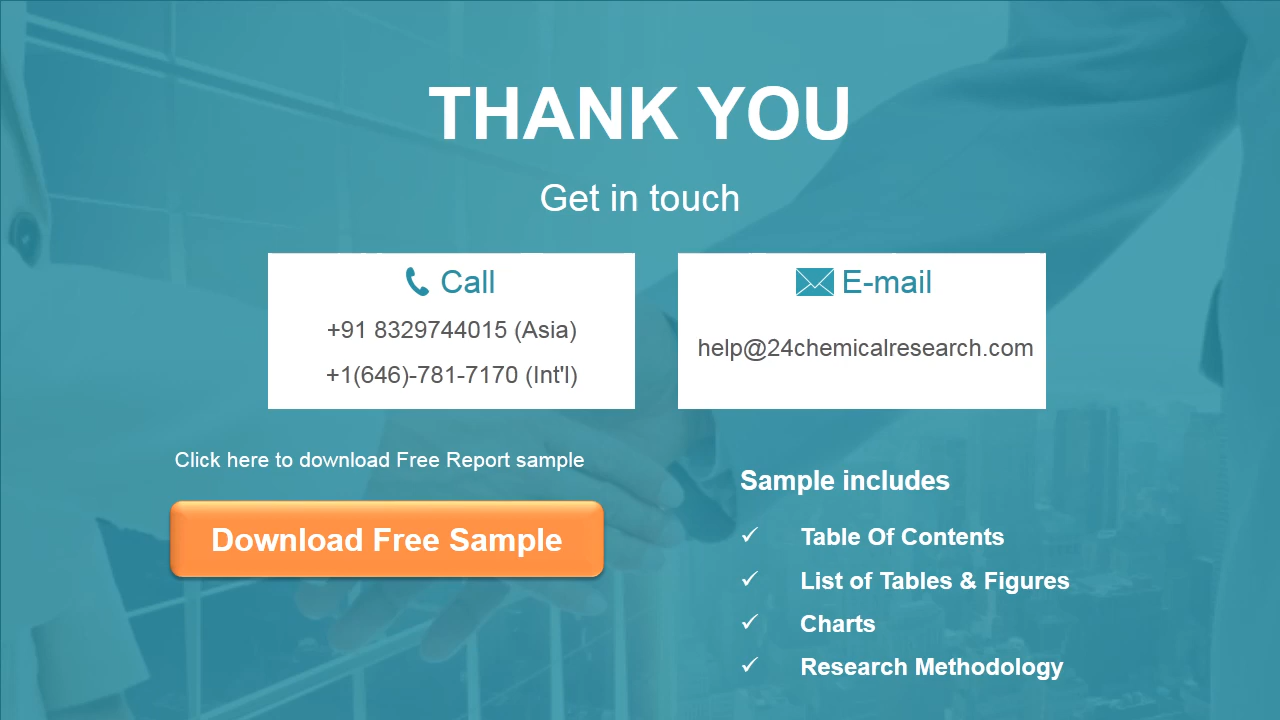 THANK YOU
Get in touch
Call
+91 8329744015 (Asia)
+1(646)-781-7170 (Int'l)
E-mail
help@24chemicalresearch.com
Click here to download Free Report sample
Download Free Sample
Sample includes
✓ Table Of Contents
✓ List of Tables & Figures
✓ Charts
✓ Research Methodology